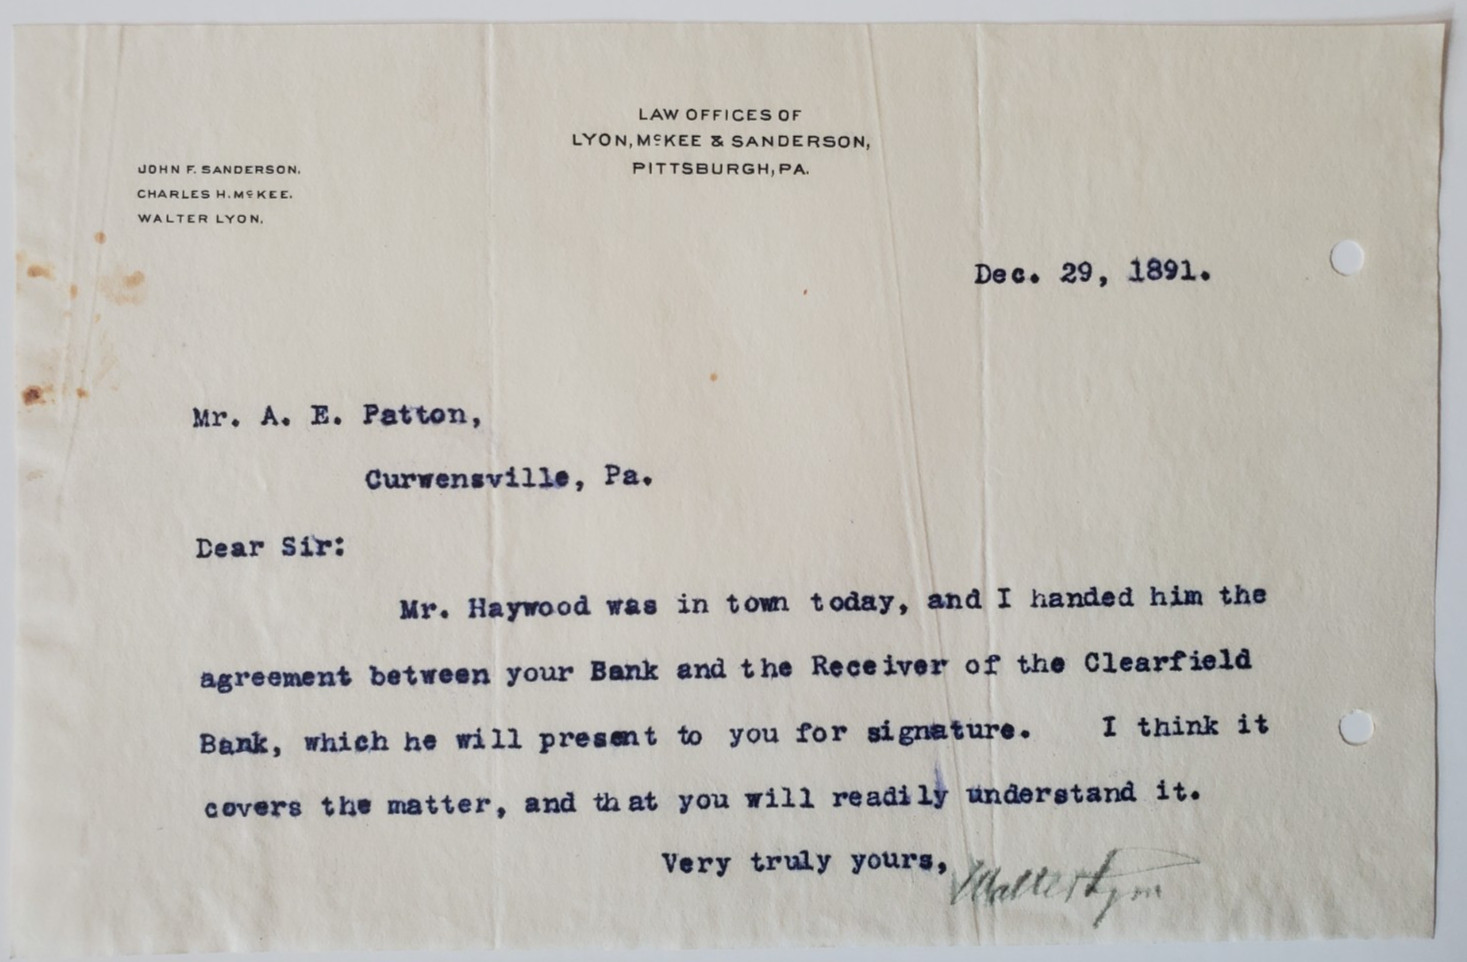 LAW OFFICES OF
LYON, McKEE & SANDERSON,
PITTSBURGH, PA.
JOHN F. SANDERSON.
CHARLES H. McKEE.
WALTER LYON.
Dec. 29, 1891.
Mr. A. E. Patton,
Curwensville, Pa.
Dear Sir:
Mr. Haywood was in town today, and I handed him the
agreement between your Bank and the Receiver of the Clearfield
Bank, which he will present to you for signature. I think it
covers the matter, and that you will readily understand it.
Very truly yours,
Walter Lyon